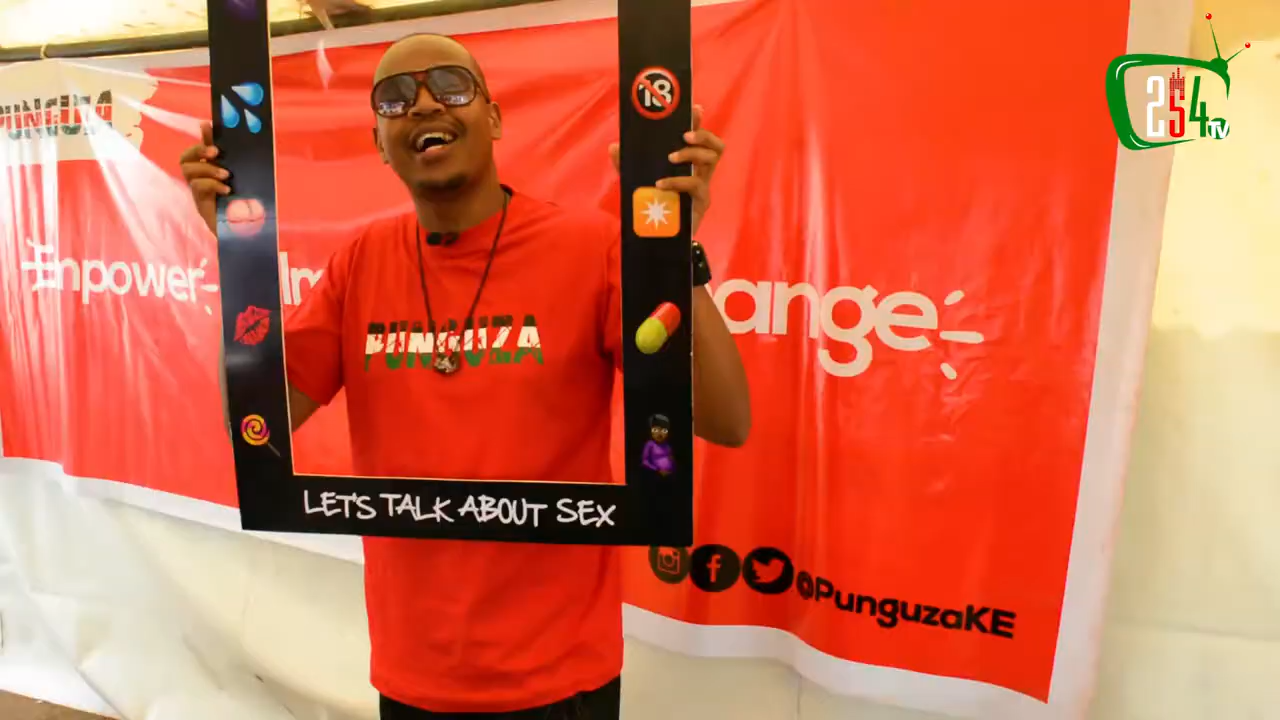 254
TV
PUNGUZA
18
Empower
ange
PUNGUZA
LET'S TALK ABOUT SEX
@PunguzaKE